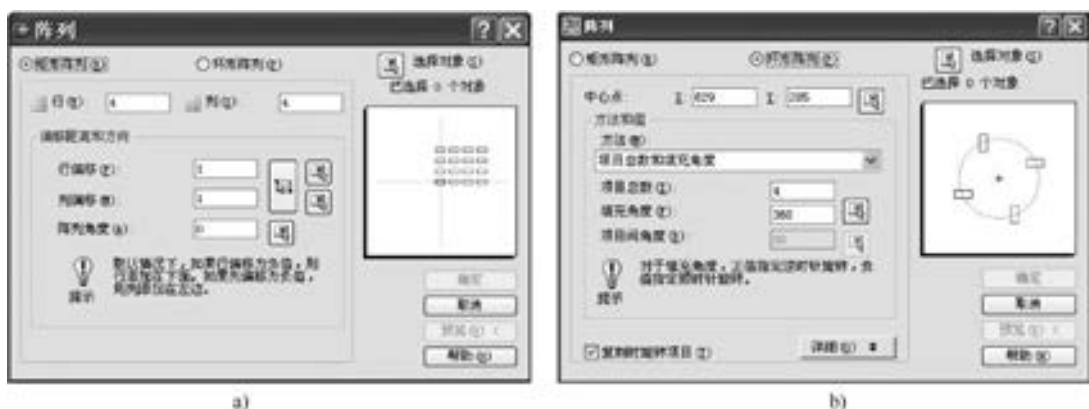 阵列
矩形阵列(R) 环形阵列(P) 选择对象(S)
已选择 0 个对象
行(W): 4 列(O): 4
偏移距离和方向
行偏移(F): 1
列偏移(M): 1
阵列角度(A): 0
默认情况下，如果行偏移为负值，则
行添加在下面。如果列偏移为负值，
则列添加在左边。
提示
确定
取消
预览(V) <
帮助(H)
a)
阵列
矩形阵列(R) 环形阵列(P) 选择对象(S)
已选择 0 个对象
中心点: X: 629 Y: 285
方法和值
方法(M):
项目总数和填充角度
项目总数(I): 4
填充角度(F): 360
项目间角度(B): 90
对于填充角度，正值指定逆时针旋转，负
值指定顺时针旋转。
提示
确定
取消
预览(V) <
帮助(H)
复制时旋转项目(T) 详细(O)
b)